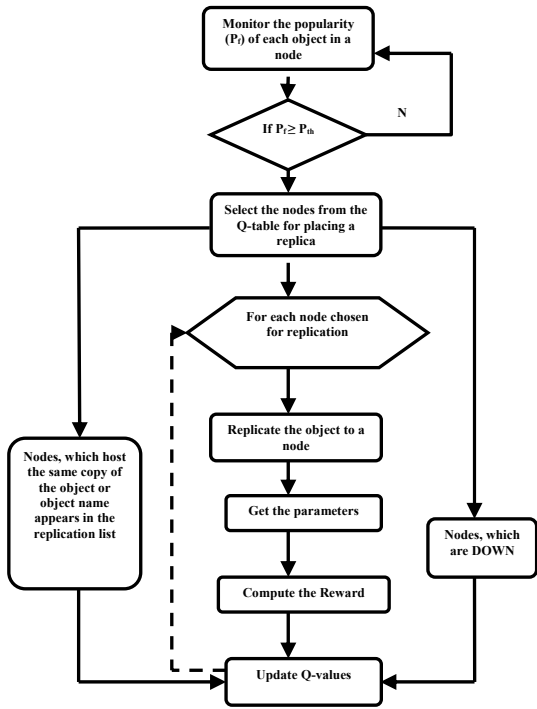 Monitor the popularity
(Pf) of each object in a
node
If Pf ≥ Pth
N
Select the nodes from the
Q-table for placing a
replica
For each node chosen
for replication
Replicate the object to a
node
Nodes, which host
the same copy of
the object or
object name
appears in the
replication list
Get the parameters
Nodes, which
are DOWN
Compute the Reward
Update Q-values